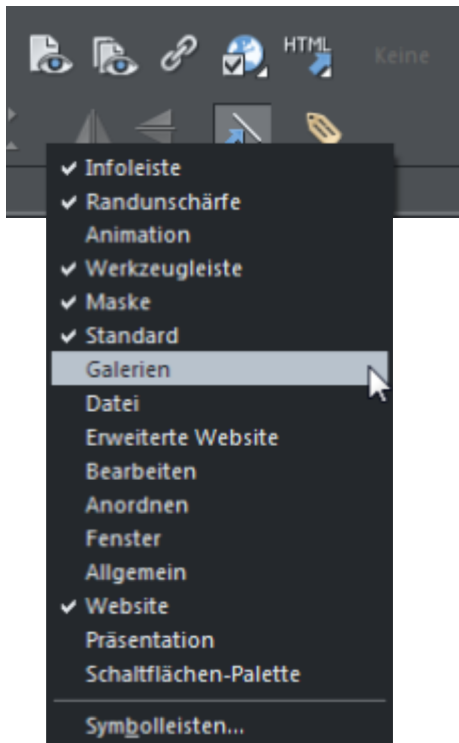 HTML
Keine
Infoleiste
Randunschärfe
Animation
Werkzeugleiste
Maske
Standard
Galerien
Datei
Erweiterte Website
Bearbeiten
Anordnen
Fenster
Allgemein
Website
Präsentation
Schaltflächen-Palette
Symbolleisten...